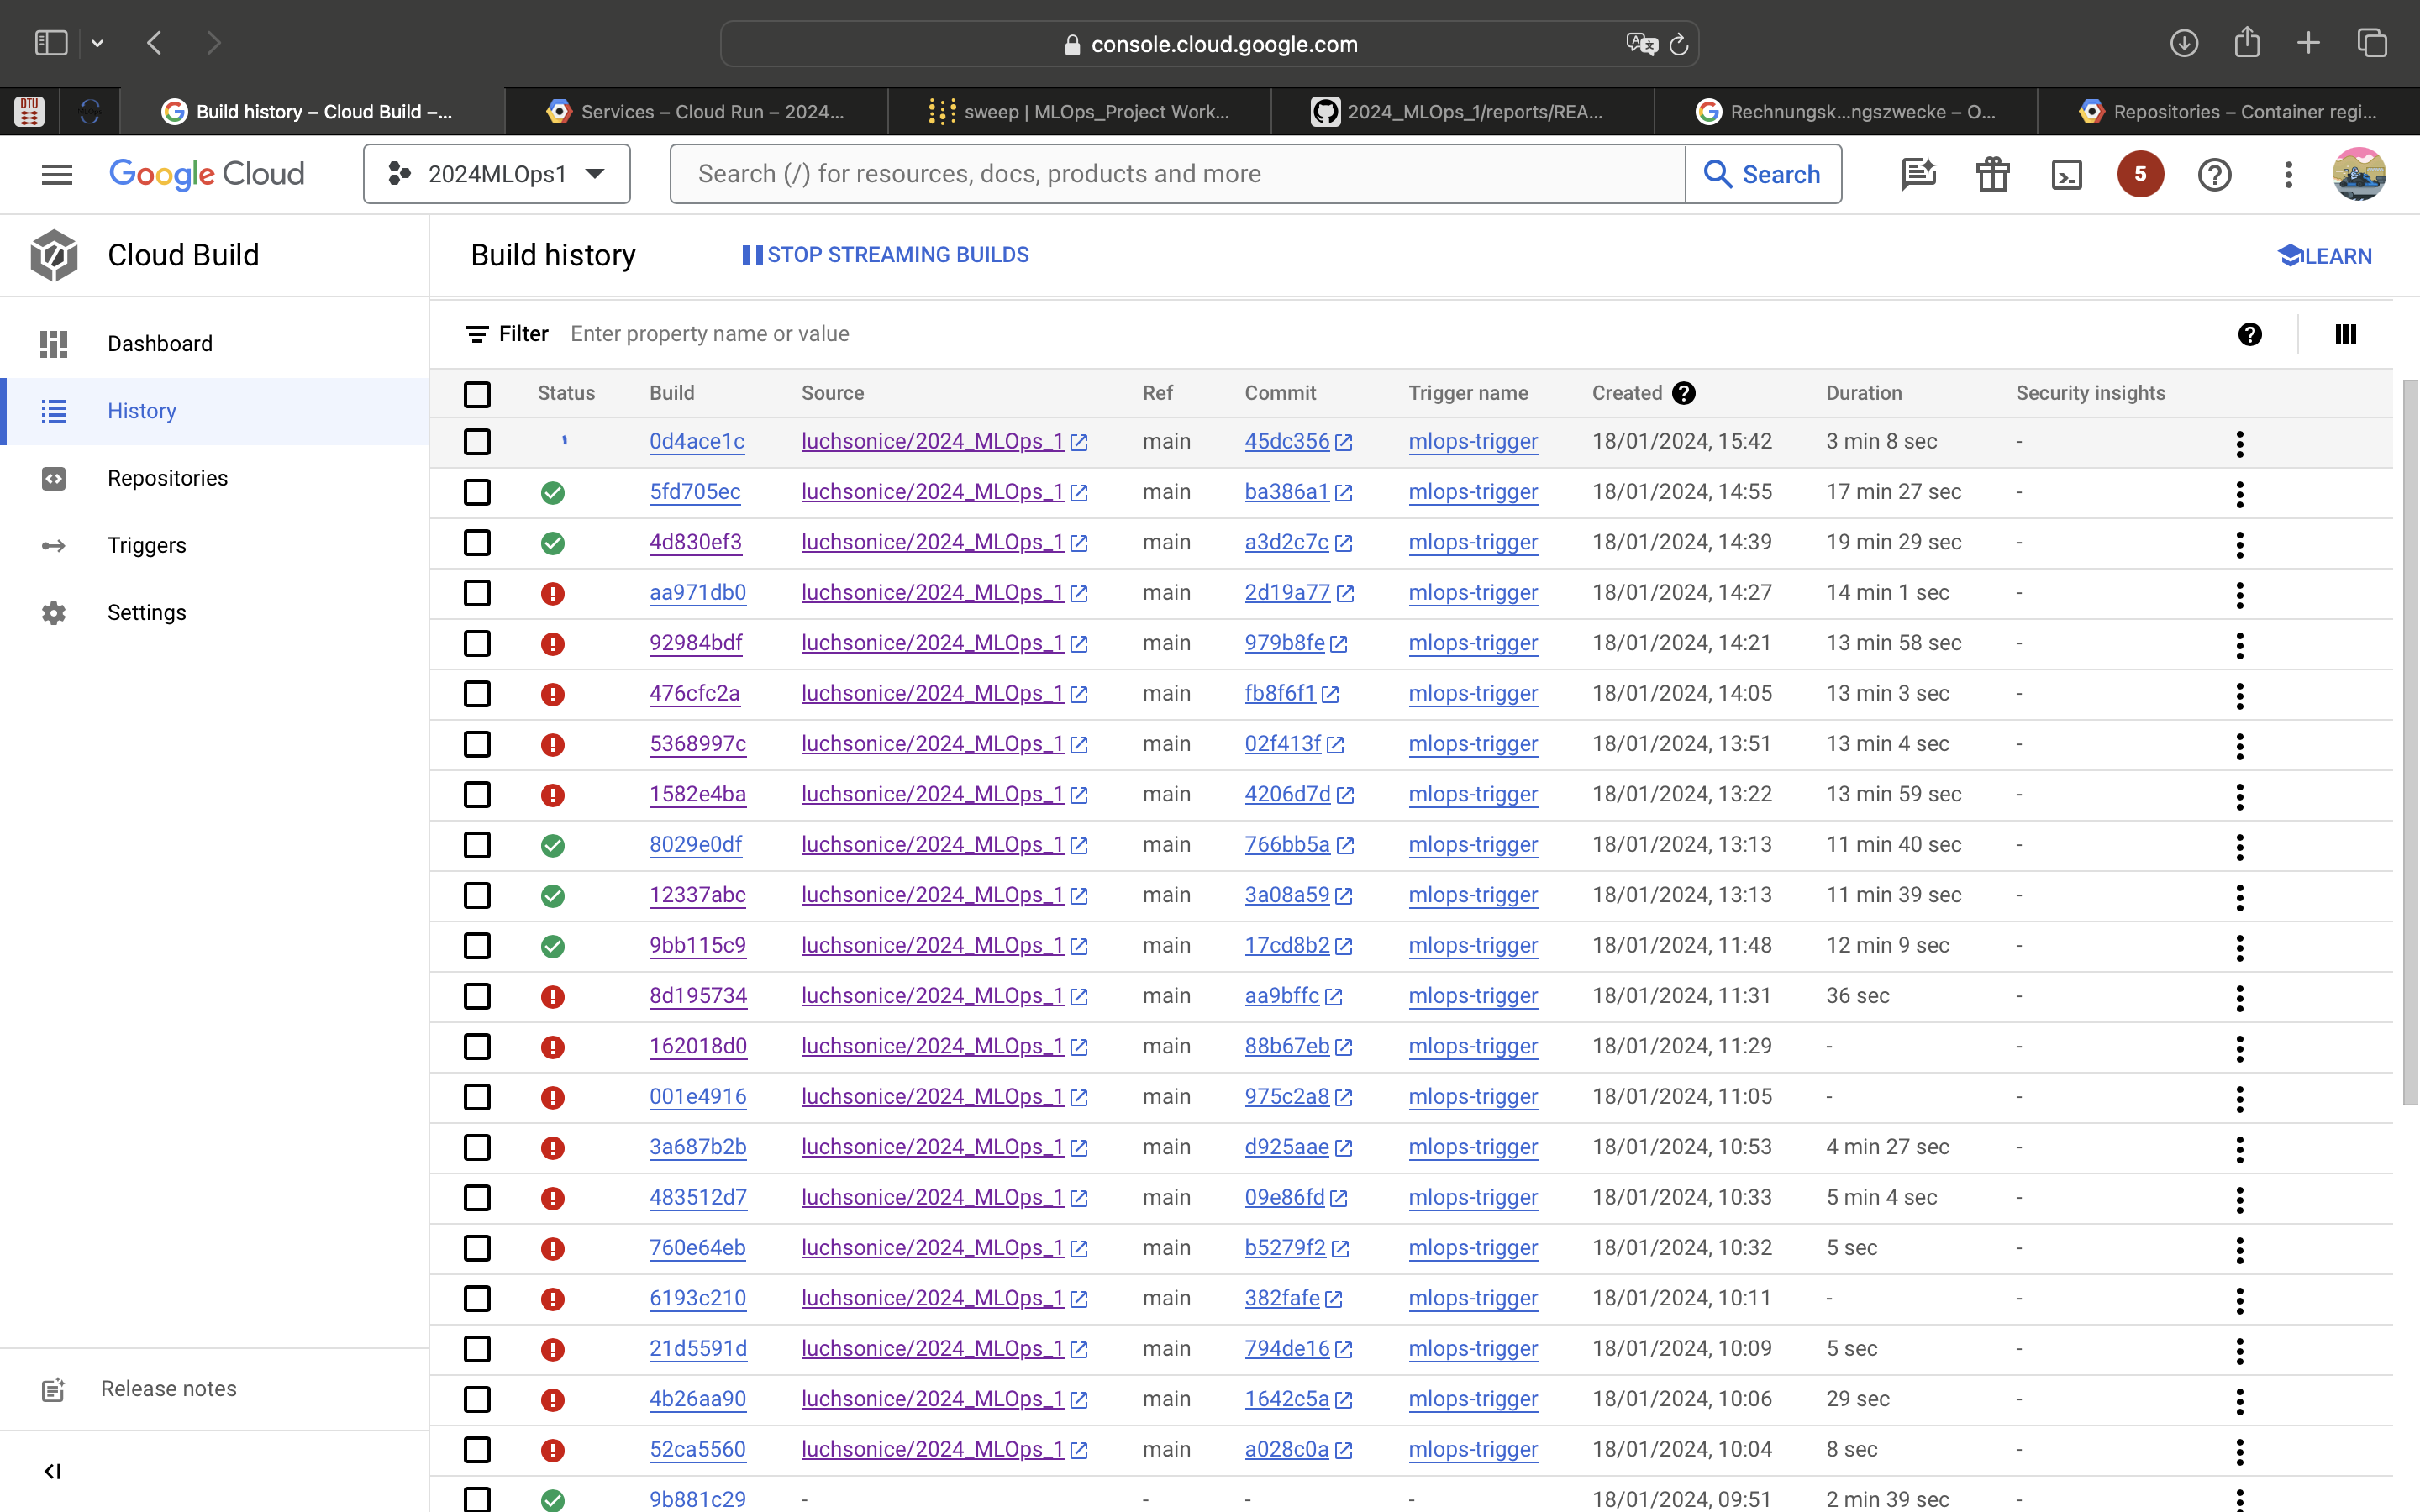 console.cloud.google.com
DTU
Build history – Cloud Build –...
Services – Cloud Run – 2024...
sweep | MLOps_Project Work...
2024_MLOps_1/reports/REA...
Rechnungsk...ngszwecke – O...
Repositories – Container regi...
Google Cloud
2024MLOps1
Search (/) for resources, docs, products and more
Search
5
Cloud Build
Build history
STOP STREAMING BUILDS
LEARN
Dashboard
History
Repositories
Triggers
Settings
Release notes
Filter Enter property name or value
Status Build Source Ref Commit Trigger name Created Duration Security insights
0d4ace1c luchsonice/2024_MLOps_1 main 45dc356 mlops-trigger 18/01/2024, 15:42 3 min 8 sec -
5fd705ec luchsonice/2024_MLOps_1 main ba386a1 mlops-trigger 18/01/2024, 14:55 17 min 27 sec -
4d830ef3 luchsonice/2024_MLOps_1 main a3d2c7c mlops-trigger 18/01/2024, 14:39 19 min 29 sec -
aa971db0 luchsonice/2024_MLOps_1 main 2d19a77 mlops-trigger 18/01/2024, 14:27 14 min 1 sec -
92984bdf luchsonice/2024_MLOps_1 main 979b8fe mlops-trigger 18/01/2024, 14:21 13 min 58 sec -
476cfc2a luchsonice/2024_MLOps_1 main fb8f6f1 mlops-trigger 18/01/2024, 14:05 13 min 3 sec -
5368997c luchsonice/2024_MLOps_1 main 02f413f mlops-trigger 18/01/2024, 13:51 13 min 4 sec -
1582e4ba luchsonice/2024_MLOps_1 main 4206d7d mlops-trigger 18/01/2024, 13:22 13 min 59 sec -
8029e0df luchsonice/2024_MLOps_1 main 766bb5a mlops-trigger 18/01/2024, 13:13 11 min 40 sec -
12337abc luchsonice/2024_MLOps_1 main 3a08a59 mlops-trigger 18/01/2024, 13:13 11 min 39 sec -
9bb115c9 luchsonice/2024_MLOps_1 main 17cd8b2 mlops-trigger 18/01/2024, 11:48 12 min 9 sec -
8d195734 luchsonice/2024_MLOps_1 main aa9bffc mlops-trigger 18/01/2024, 11:31 36 sec -
162018d0 luchsonice/2024_MLOps_1 main 88b67eb mlops-trigger 18/01/2024, 11:29 - -
001e4916 luchsonice/2024_MLOps_1 main 975c2a8 mlops-trigger 18/01/2024, 11:05 - -
3a687b2b luchsonice/2024_MLOps_1 main d925aae mlops-trigger 18/01/2024, 10:53 4 min 27 sec -
483512d7 luchsonice/2024_MLOps_1 main 09e86fd mlops-trigger 18/01/2024, 10:33 5 min 4 sec -
760e64eb luchsonice/2024_MLOps_1 main b5279f2 mlops-trigger 18/01/2024, 10:32 5 sec -
6193c210 luchsonice/2024_MLOps_1 main 382fafe mlops-trigger 18/01/2024, 10:11 - -
21d5591d luchsonice/2024_MLOps_1 main 794de16 mlops-trigger 18/01/2024, 10:09 5 sec -
4b26aa90 luchsonice/2024_MLOps_1 main 1642c5a mlops-trigger 18/01/2024, 10:06 29 sec -
52ca5560 luchsonice/2024_MLOps_1 main a028c0a mlops-trigger 18/01/2024, 10:04 8 sec -
9b881c29 - - - - 18/01/2024, 09:51 2 min 39 sec -